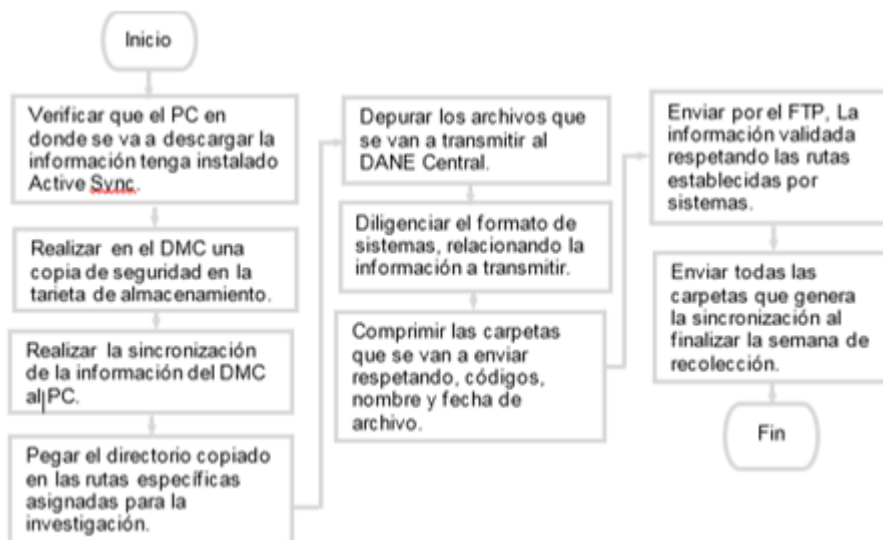 Inicio
Verificar que el PC en
donde se va a descargar la
información tenga instalado
Active Sync.
Realizar en el DMC una
copia de seguridad en la
tarjeta de almacenamiento.
Realizar la sincronización
de la información del DMC
al PC.
Pegar el directorio copiado
en las rutas específicas
asignadas para la
investigación.
Depurar los archivos que
se van a transmitir al
DANE Central.
Diligenciar el formato de
sistemas, relacionando la
información a transmitir.
Comprimir las carpetas
que se van a enviar
respetando, códigos,
nombre y fecha de
archivo.
Enviar por el FTP, La
información validada
respetando las rutas
establecidas por
sistemas.
Enviar todas las
carpetas que genera
la sincronización al
finalizar la semana de
recolección.
Fin